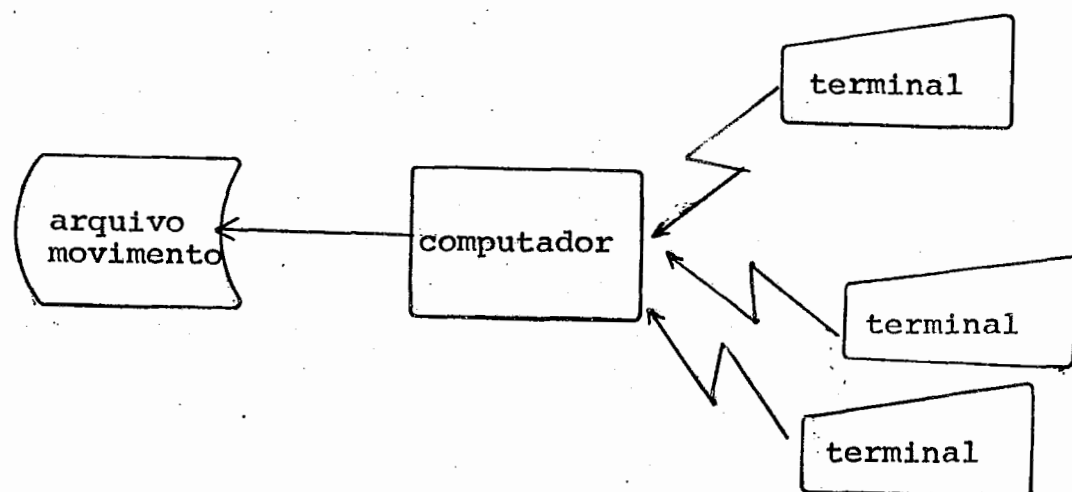 terminal
arquivo
movimento
computador
terminal
terminal